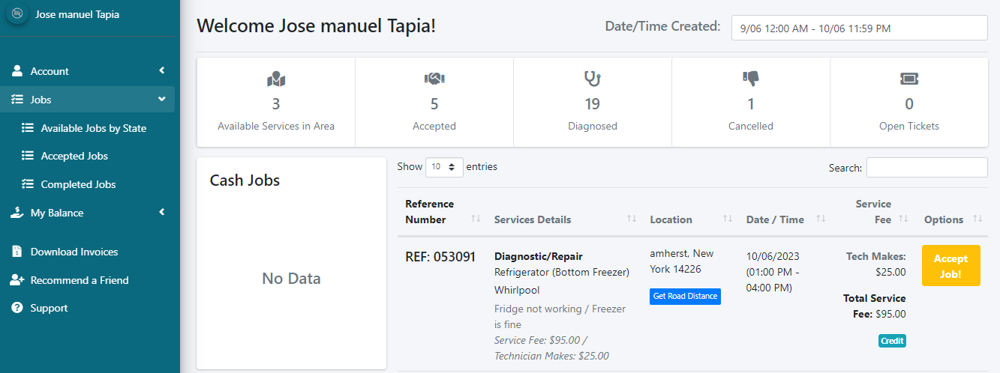 Jose manuel Tapia
Account
Jobs
Available Jobs by State
Accepted Jobs
Completed Jobs
My Balance
Download Invoices
Recommend a Friend
Support
Welcome Jose manuel Tapia!
Date/Time Created:
9/06 12:00 AM - 10/06 11:59 PM
3
Available Services in Area
5
Accepted
19
Diagnosed
1
Cancelled
0
Open Tickets
Cash Jobs
No Data
Show 10 entries
Search:
Reference
Number
Services Details
Location
Date / Time
Service
Fee
Options
REF: 053091
Diagnostic/Repair
Refrigerator (Bottom Freezer)
Whirlpool
Fridge not working / Freezer
is fine
Service Fee: $95.00 /
Technician Makes: $25.00
amherst, New
York 14226
Get Road Distance
10/06/2023
(01:00 PM -
04:00 PM)
Tech Makes:
$25.00
Total Service
Fee: $95.00
Credit
Accept
Job!